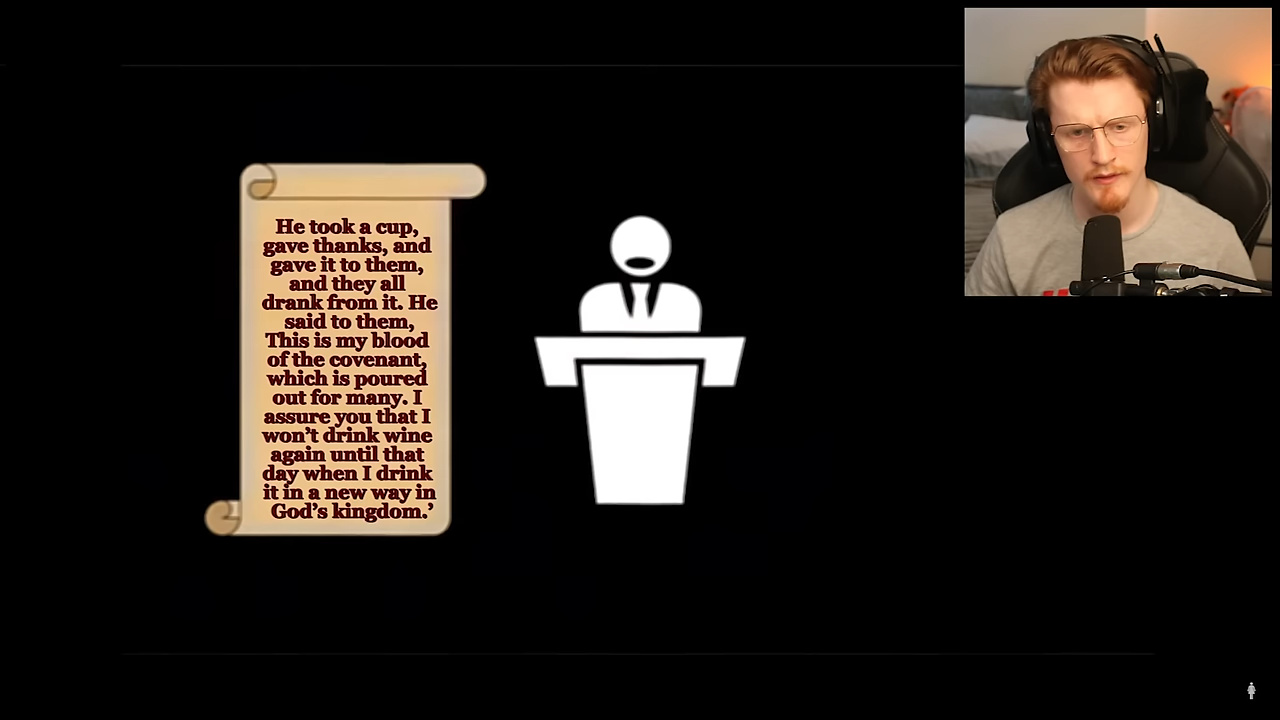 He took a cup,
gave thanks, and
gave it to them,
and they all
drank from it. He
said to them,
This is my blood
of the covenant,
which is poured
out for many. I
assure you that I
won’t drink wine
again until that
day when I drink
it in a new way in
God’s kingdom.’